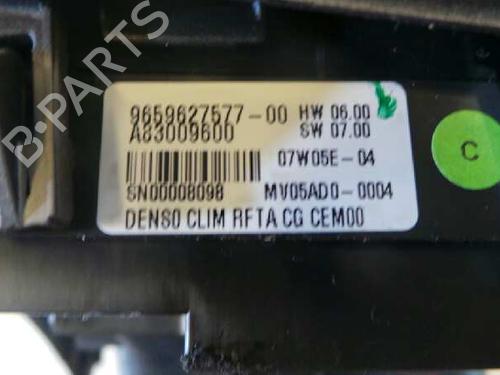 9659627577-00 HW 06.00
A83009600 SW 07.00
07W05E-04
SN00008098 MV05AD0-0004
DENSO CLIM RFTA CG CEM00
C